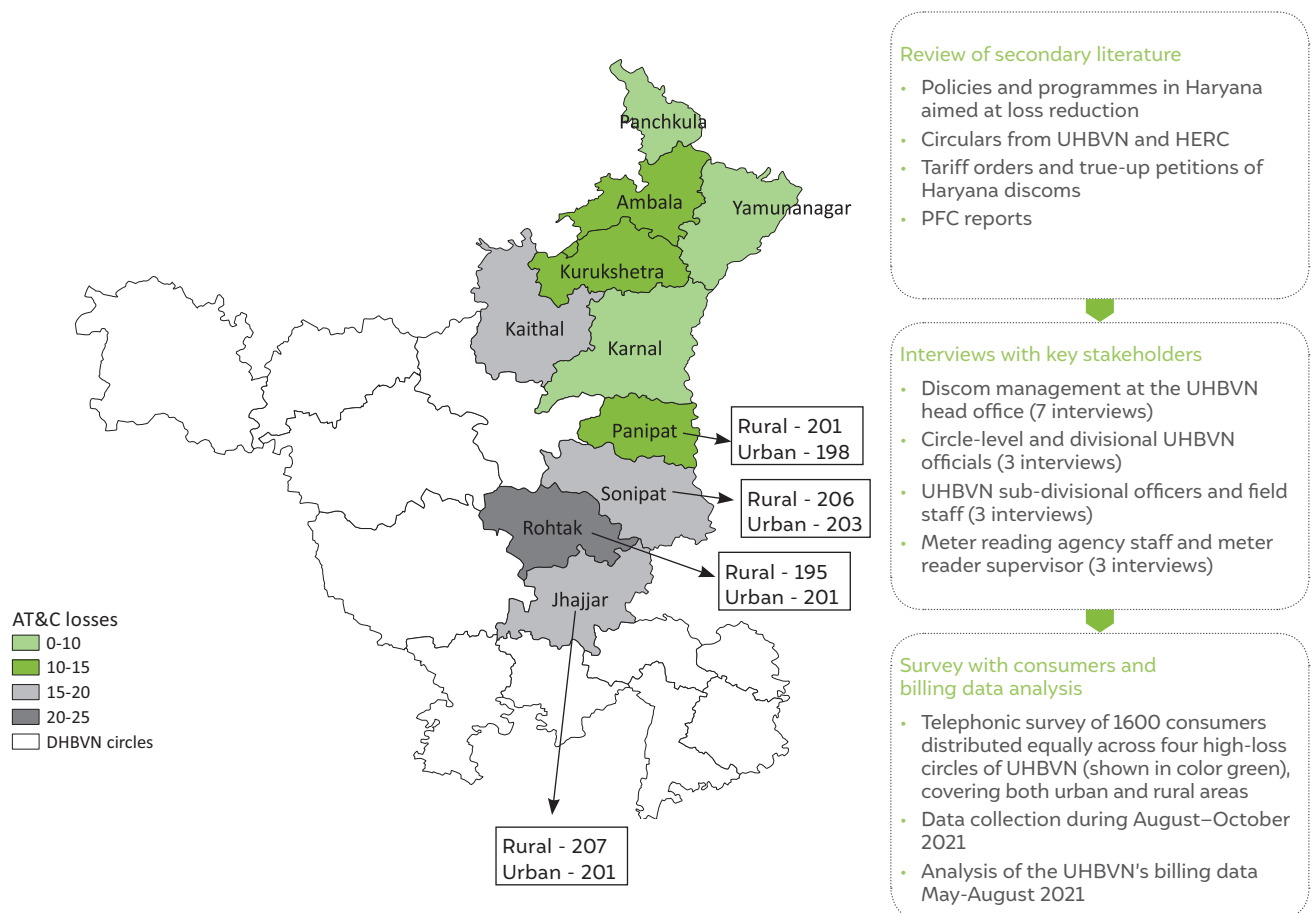 Panchkula
Ambala
Yamunanagar
Kurukshetra
Kaithal
Karnal
Panipat
Rural - 201
Urban - 198
Sonipat
Rural - 206
Urban - 203
Rohtak
Rural - 195
Urban - 201
Jhajjar
Rural - 207
Urban - 201
AT&C losses
0-10
10-15
15-20
20-25
DHBVN circles
Review of secondary literature
• Policies and programmes in Haryana
aimed at loss reduction
• Circulars from UHBVN and HERC
• Tariff orders and true-up petitions of
Haryana discoms
• PFC reports
Interviews with key stakeholders
• Discom management at the UHBVN
head office (7 interviews)
• Circle-level and divisional UHBVN
officials (3 interviews)
• UHBVN sub-divisional officers and field
staff (3 interviews)
• Meter reading agency staff and meter
reader supervisor (3 interviews)
Survey with consumers and
billing data analysis
• Telephonic survey of 1600 consumers
distributed equally across four high-loss
circles of UHBVN (shown in color green),
covering both urban and rural areas
• Data collection during August–October
2021
• Analysis of the UHBVN's billing data
May-August 2021